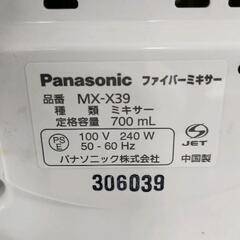 Panasonic ファイバーミキサー
品番 MX-X39
種類 ミキサー
定格容量 700 mL
PS E 100 V 240 W
50 - 60 Hz JET
パナソニック株式会社 中国製
306039